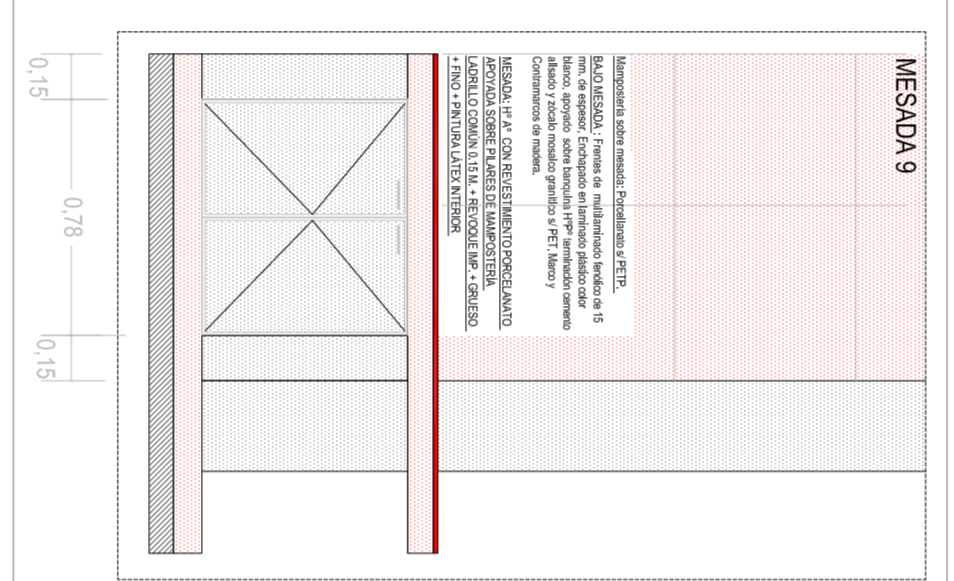 MESADA 9
Mampostería sobre mesada: Porcellanato s/ PETP.
BAJO MESADA : Frentes de multilaminado fenólico de 15
mm. de espesor, Enchapado en laminado plástico color
blanco, apoyado sobre banquina HºPº terminación cemento
alisado y zócalo mosaico granítico s/ PET. Marco y
Contramarcos de madera.
MESADA: Hº Aº CON REVESTIMIENTO PORCELANATO
APOYADA SOBRE PILARES DE MAMPOSTERÍA
LADRILLO COMÚN 0.15 M. + REVOQUE IMP. + GRUESO
+ FINO + PINTURA LÁTEX INTERIOR
0,15
0,78
0,15